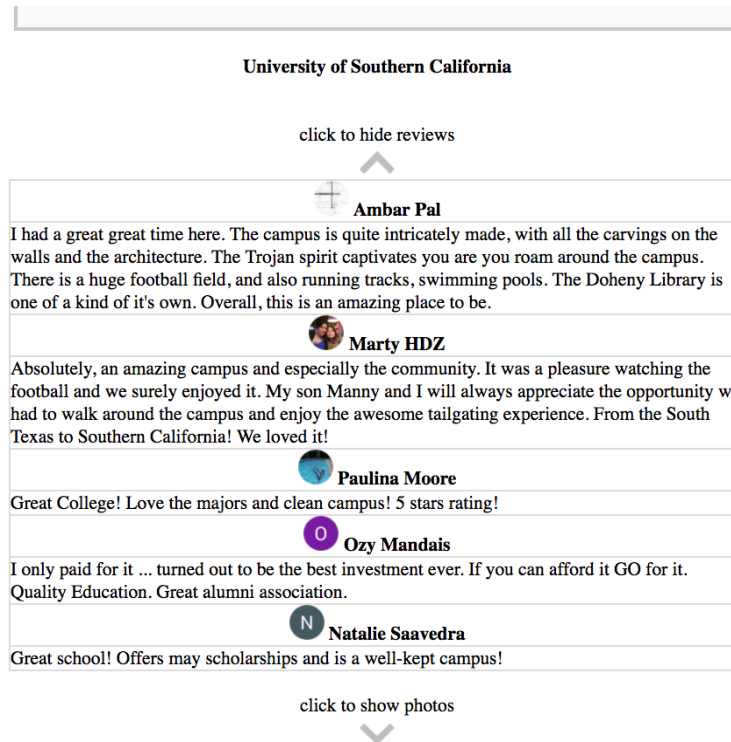 University of Southern California
click to hide reviews
Ambar Pal
I had a great great time here. The campus is quite intricately made, with all the carvings on the
walls and the architecture. The Trojan spirit captivates you are you roam around the campus.
There is a huge football field, and also running tracks, swimming pools. The Doheny Library is
one of a kind of it's own. Overall, this is an amazing place to be.
Marty HDZ
Absolutely, an amazing campus and especially the community. It was a pleasure watching the
football and we surely enjoyed it. My son Manny and I will always appreciate the opportunity w
had to walk around the campus and enjoy the awesome tailgating experience. From the South
Texas to Southern California! We loved it!
Paulina Moore
Great College! Love the majors and clean campus! 5 stars rating!
O
Ozy Mandais
I only paid for it ... turned out to be the best investment ever. If you can afford it GO for it.
Quality Education. Great alumni association.
N
Natalie Saavedra
Great school! Offers may scholarships and is a well-kept campus!
click to show photos